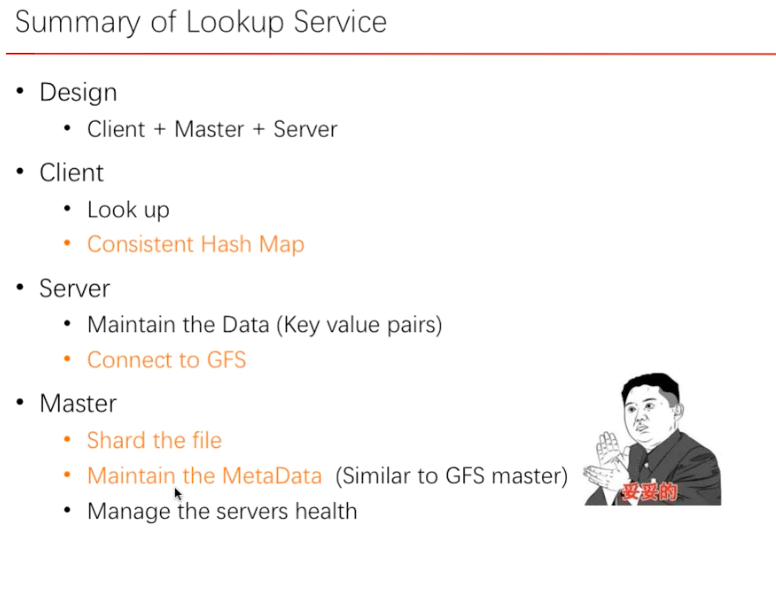 Summary of Lookup Service
• Design
• Client + Master + Server
• Client
• Look up
• Consistent Hash Map
• Server
• Maintain the Data (Key value pairs)
• Connect to GFS
• Master
• Shard the file
• Maintain the MetaData (Similar to GFS master)
• Manage the servers health
妥妥的